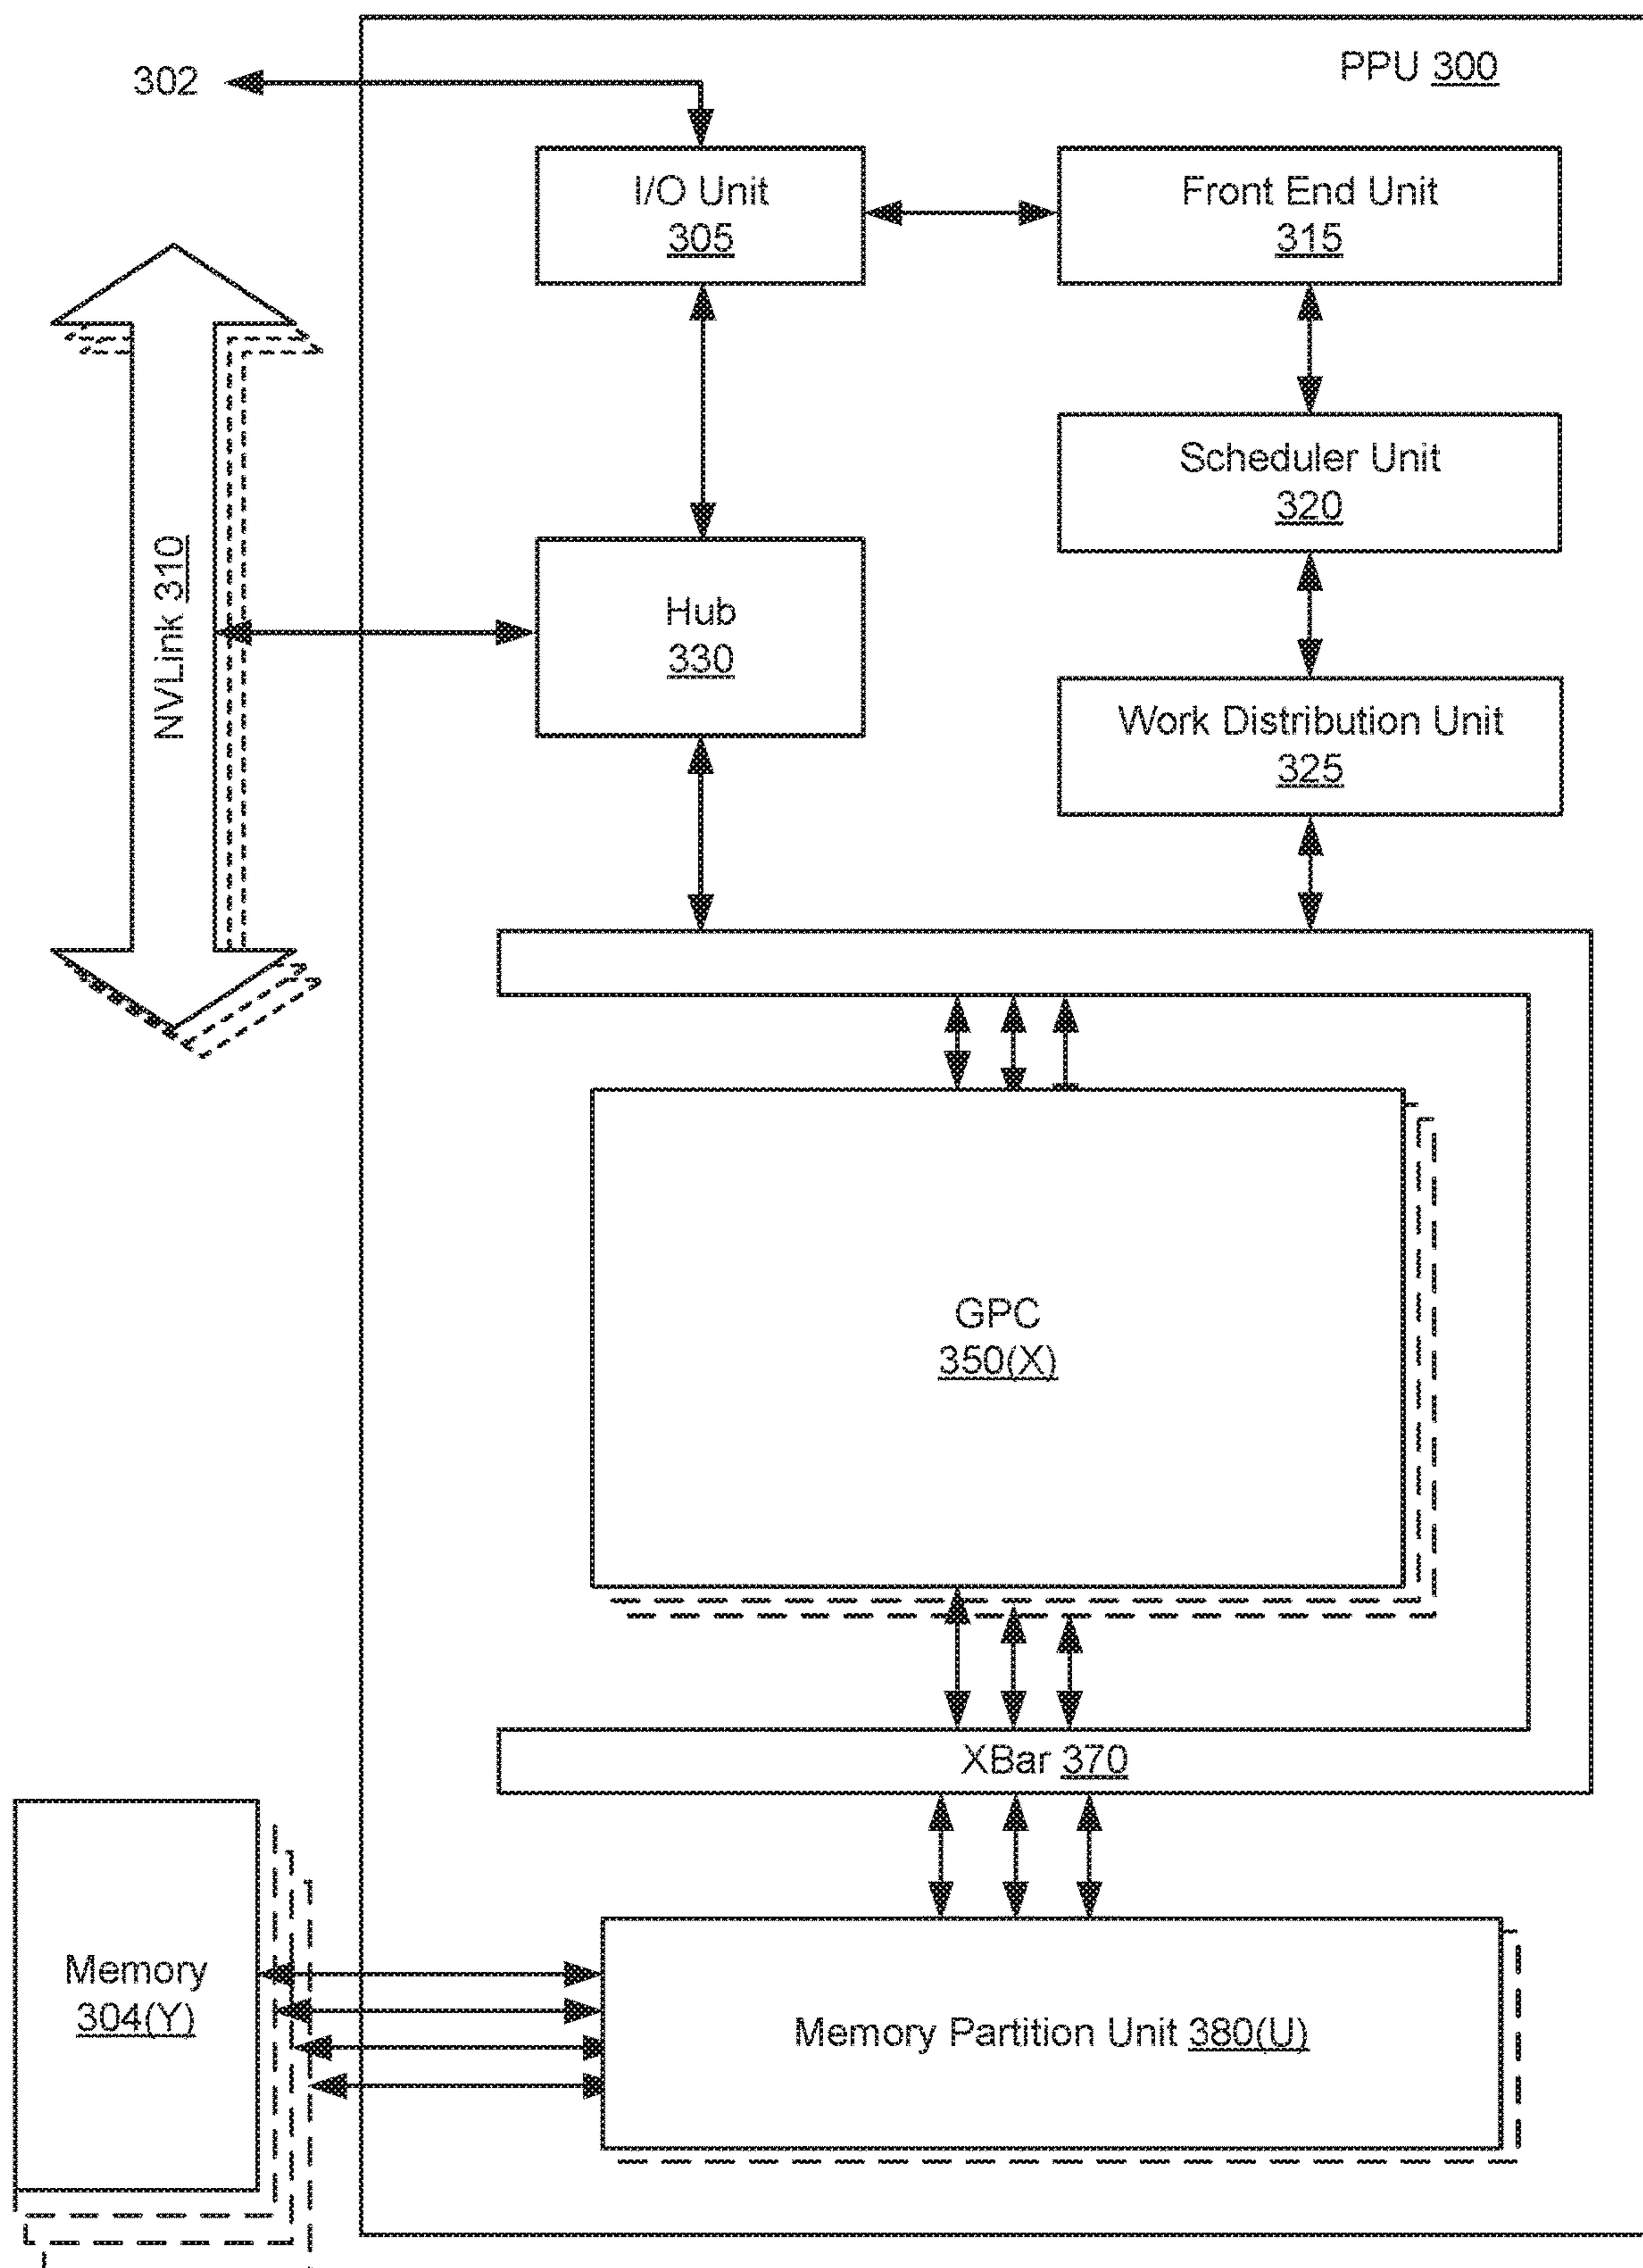 PPU 300
302
I/O Unit
305
Front End Unit
315
Scheduler Unit
320
NVLink 310
Hub
330
Work Distribution Unit
325
GPC
350(X)
XBar 370
Memory
304(Y)
Memory Partition Unit 380(U)